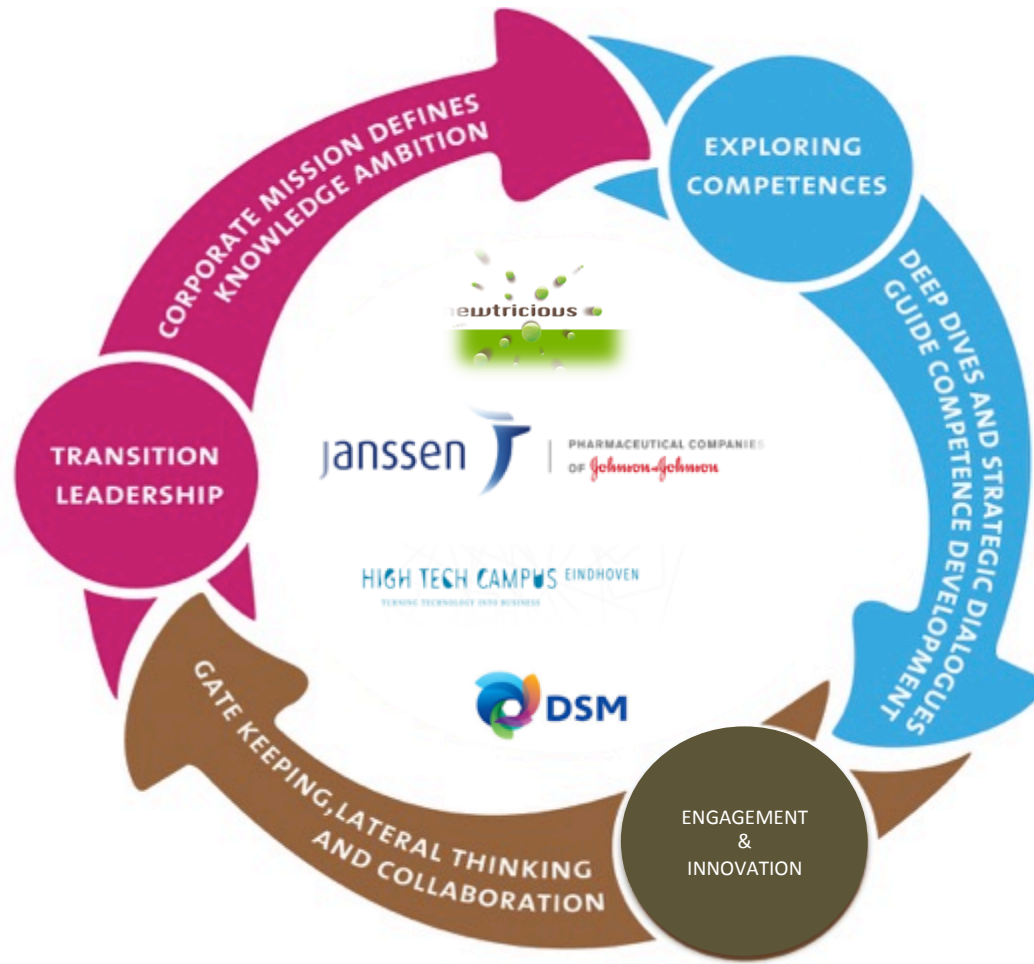 CORPORATE MISSION DEFINES
KNOWLEDGE AMBITION
EXPLORING
COMPETENCES
DEEP DIVES AND STRATEGIC DIALOGUES
GUIDE COMPETENCE DEVELOPMENT
ewtricious
TRANSITION
LEADERSHIP
janssen
PHARMACEUTICAL COMPANIES
OF Johnson & Johnson
HIGH TECH CAMPUS EINDHOVEN
TURNING TECHNOLOGY INTO BUSINESS
DSM
GATE KEEPING, LATERAL THINKING
AND COLLABORATION
ENGAGEMENT
&
INNOVATION